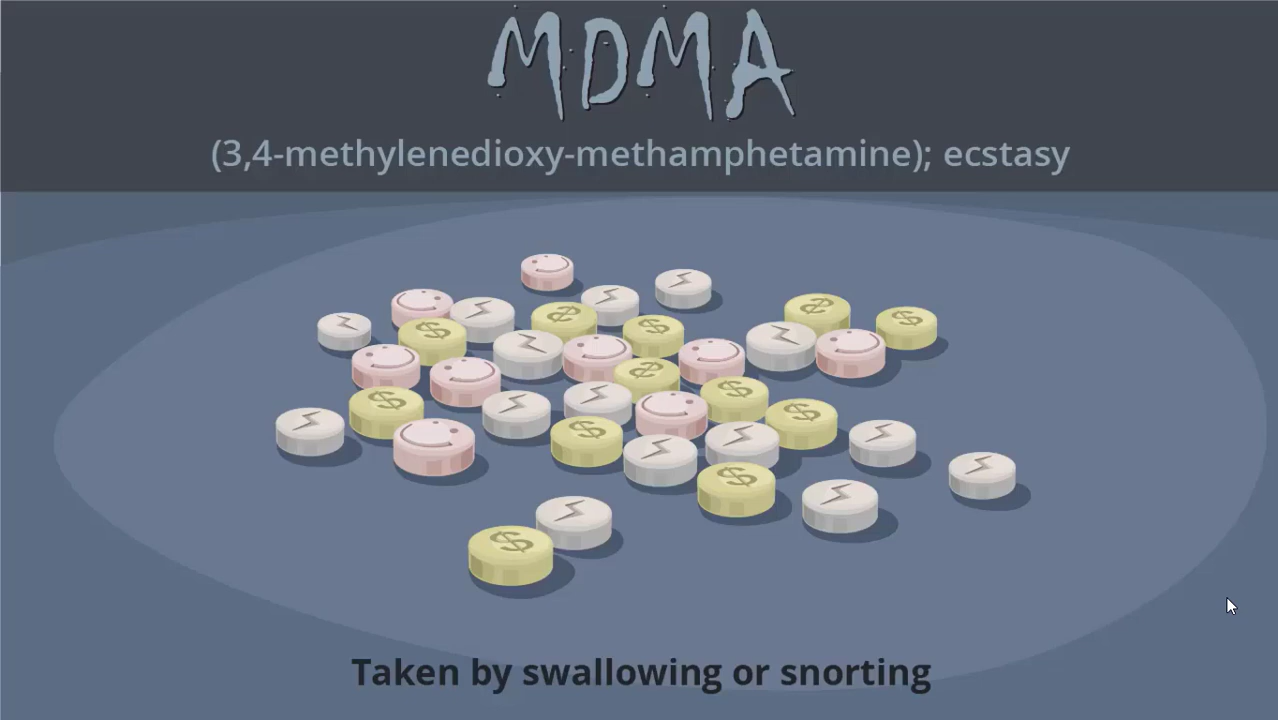 MDMA
(3,4-methylenedioxy-methamphetamine); ecstasy
Taken by swallowing or snorting